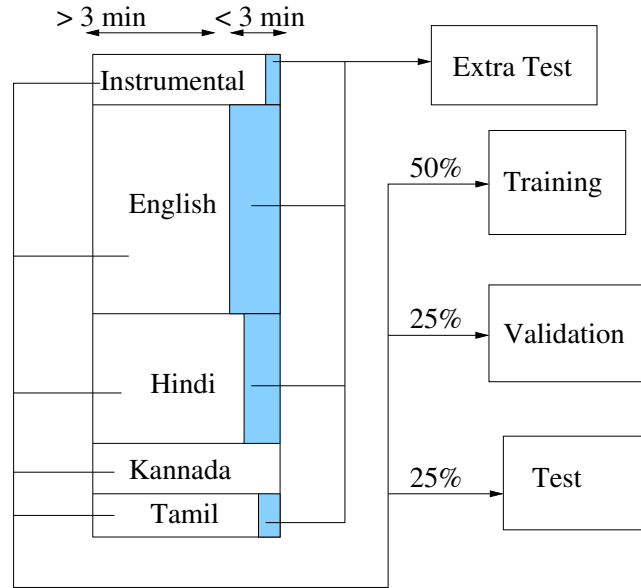 > 3 min < 3 min
Instrumental
Extra Test
English
50%
Training
Hindi
25%
Validation
Kannada
Tamil
25%
Test